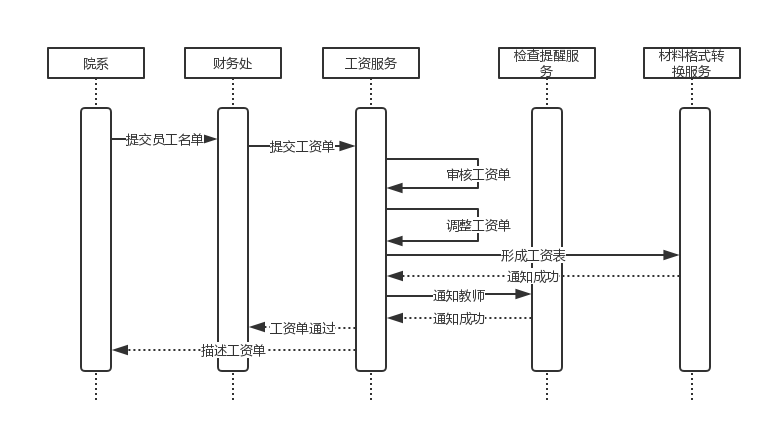 院系
财务处
工资服务
检查提醒服
务
材料格式转
换服务
提交员工名单
提交工资单
审核工资单
调整工资单
形成工资表
通知成功
通知教师
通知成功
工资单通过
描述工资单